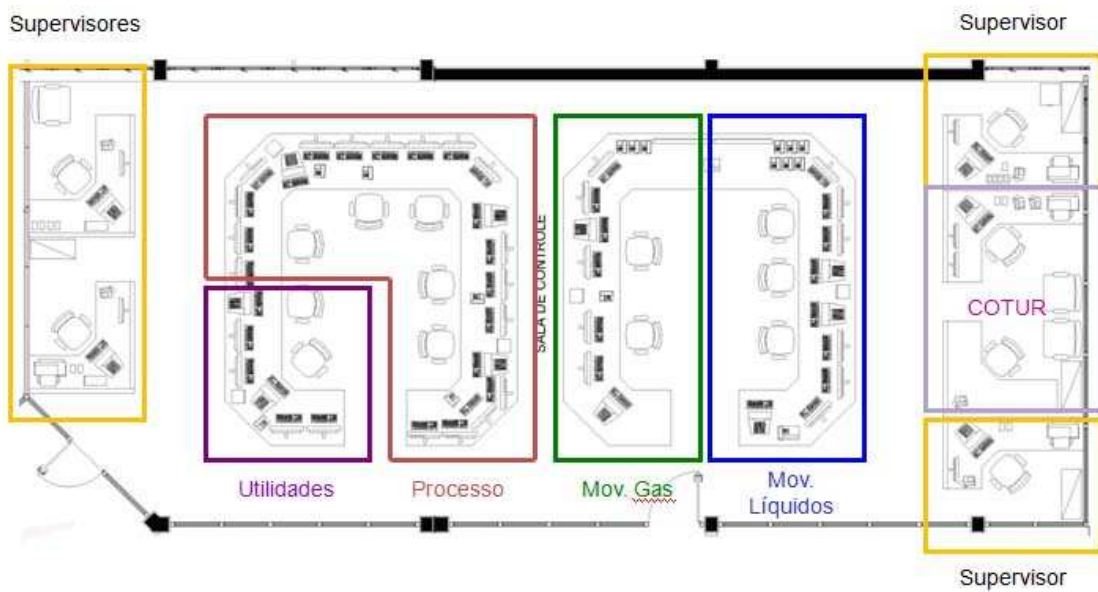 Supervisores
Supervisor
SALA DE CONTROLE
COTUR
Utilidades
Processo
Mov. Gas
Mov.
Líquidos
Supervisor